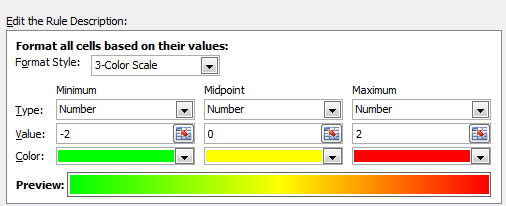 Edit the Rule Description:
Format all cells based on their values:
Format Style: 3-Color Scale
Minimum Midpoint Maximum
Type: Number Number Number
Value: -2 0 2
Color:
Preview: